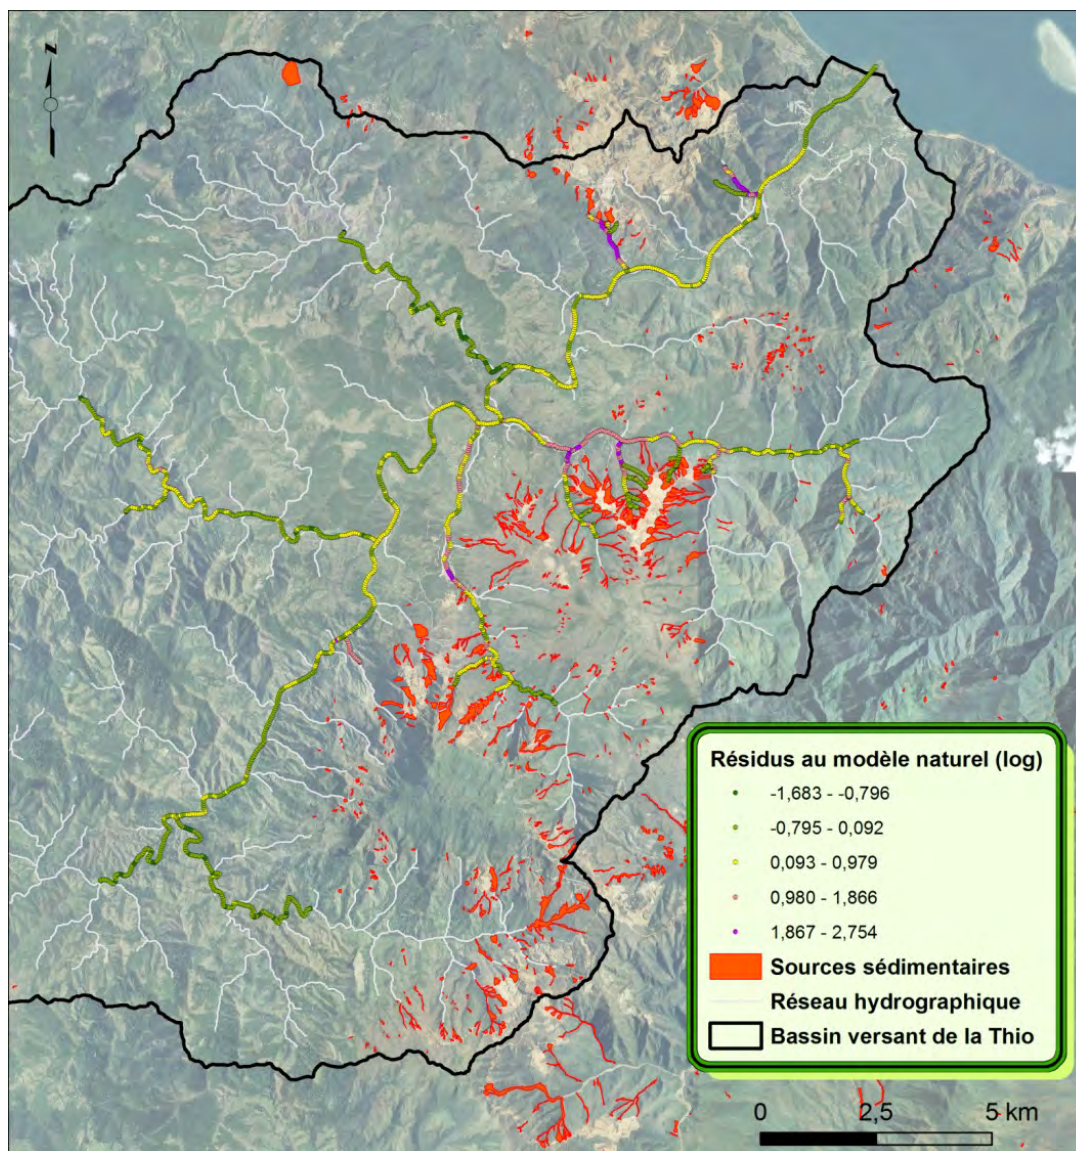 N
Résidus au modèle naturel (log)
-1,683 - -0,796
-0,795 - 0,092
0,093 - 0,979
0,980 - 1,866
1,867 - 2,754
Sources sédimentaires
Réseau hydrographique
Bassin versant de la Thio
0 2,5 5 km